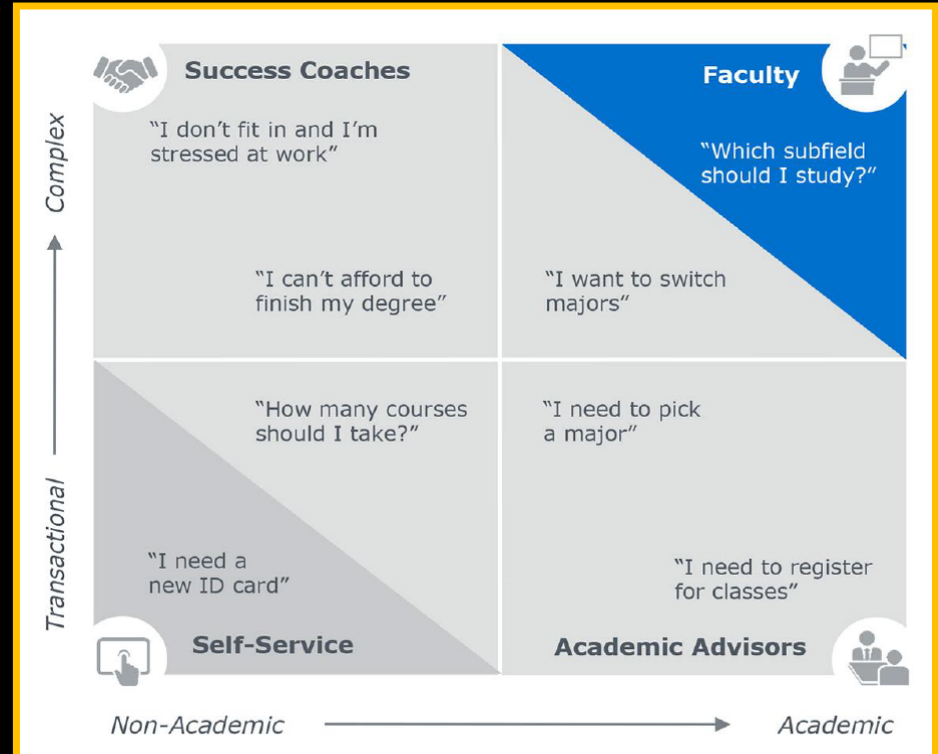 Success Coaches
Faculty
"I don't fit in and I'm
stressed at work"
"Which subfield
should I study?"
"I can't afford to
finish my degree"
"I want to switch
majors"
Complex
Transactional
"How many courses
should I take?"
"I need to pick
a major"
"I need a
new ID card"
"I need to register
for classes"
Self-Service
Academic Advisors
Non-Academic
Academic